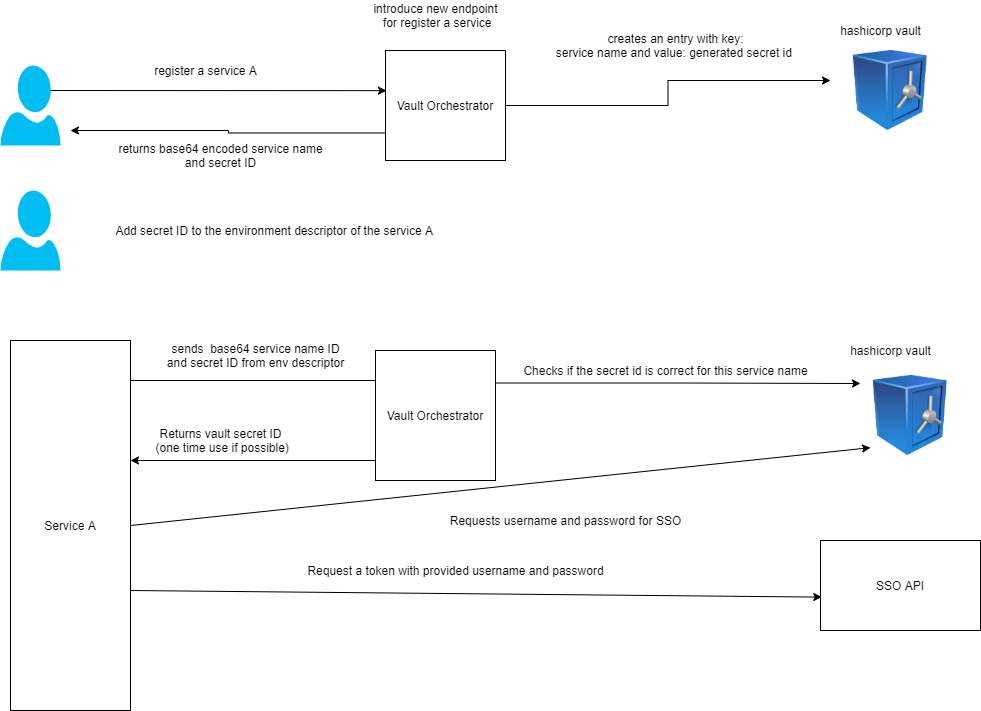 introduce new endpoint
for register a service
hashicorp vault
creates an entry with key:
service name and value: generated secret id
register a service A
Vault Orchestrator
returns base64 encoded service name
and secret ID
Add secret ID to the environment descriptor of the service A
sends  base64 service name ID
and secret ID from env descriptor
hashicorp vault
Checks if the secret id is correct for this service name
Vault Orchestrator
Returns vault secret ID
(one time use if possible)
Service A
Requests username and password for SSO
Request a token with provided username and password
SSO API